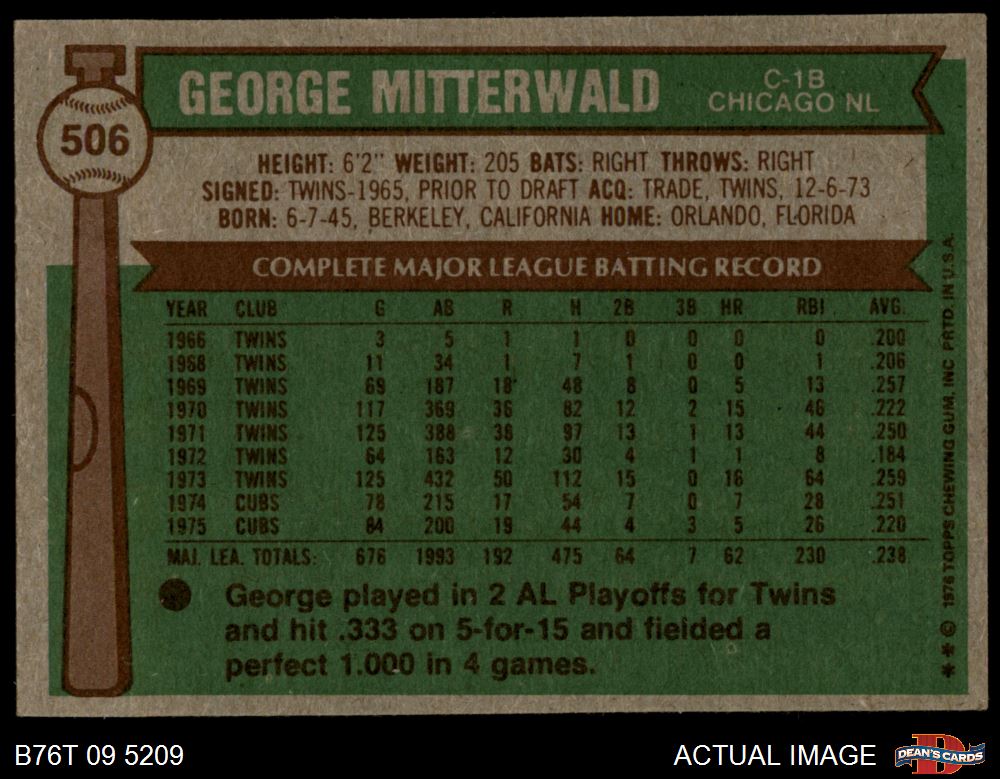 GEORGE MITTERWALD
C-1B
CHICAGO NL
506
HEIGHT: 6'2" WEIGHT: 205 BATS: RIGHT THROWS: RIGHT
SIGNED: TWINS-1965, PRIOR TO DRAFT ACQ: TRADE, TWINS, 12-6-73
BORN: 6-7-45, BERKELEY, CALIFORNIA HOME: ORLANDO, FLORIDA
COMPLETE MAJOR LEAGUE BATTING RECORD
YEAR CLUB G AB R H 2B 3B HR RBI AVG.
1966 TWINS 3 5 1 1 0 0 0 0 .200
1968 TWINS 11 34 1 7 1 0 0 1 .206
1969 TWINS 69 187 18 48 8 0 5 13 .257
1970 TWINS 117 369 36 82 12 2 15 46 .222
1971 TWINS 125 388 38 97 13 1 13 44 .250
1972 TWINS 64 163 12 30 4 1 1 8 .184
1973 TWINS 125 432 50 112 15 0 16 64 .259
1974 CUBS 78 215 17 54 7 0 7 28 .251
1975 CUBS 84 200 19 44 4 3 5 26 .220
MAJ. LEA. TOTALS: 676 1993 192 475 64 7 62 230 .238
George played in 2 AL Playoffs for Twins
and hit .333 on 5-for-15 and fielded a
perfect 1.000 in 4 games.
* * © 1976 TOPPS CHEWING GUM, INC PRTD. IN U.S.A.
B76T 09 5209
ACTUAL IMAGE
DEAN'S CARDS